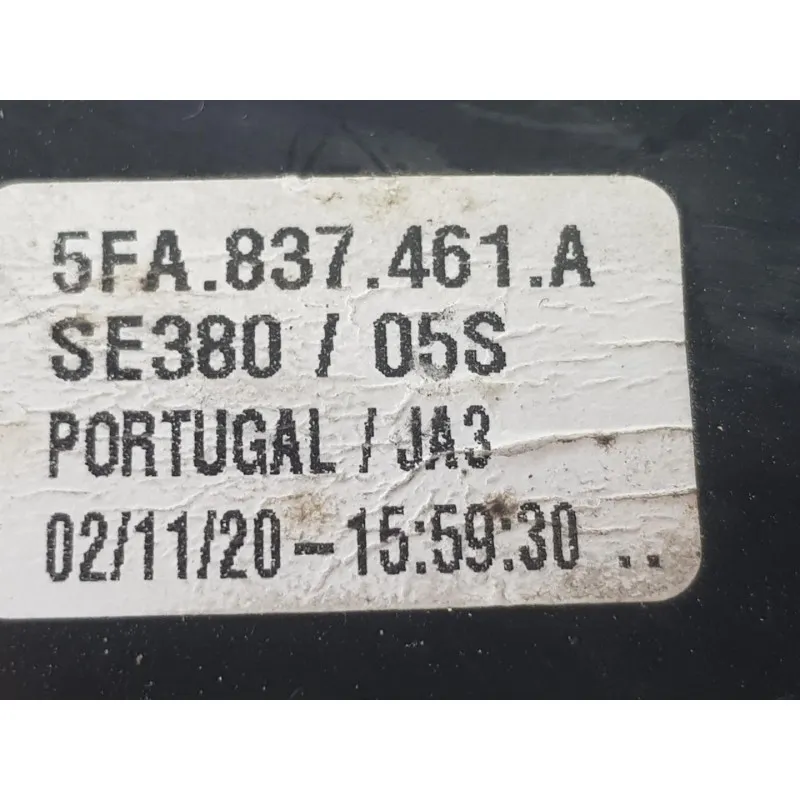 5FA.837.461.A
SE380 / 05S
PORTUGAL / JA3
02/11/20-15:59:30 ..